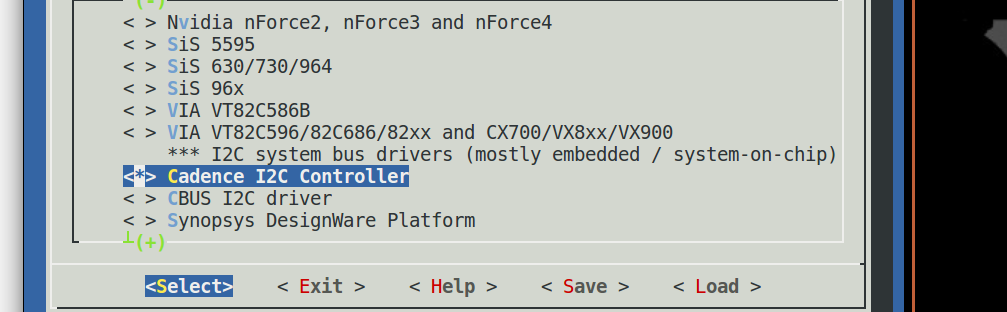 (-)
< > Nvidia nForce2, nForce3 and nForce4
< > SiS 5595
< > SiS 630/730/964
< > SiS 96x
< > VIA VT82C586B
< > VIA VT82C596/82C686/82xx and CX700/VX8xx/VX900
*** I2C system bus drivers (mostly embedded / system-on-chip)
<*> Cadence I2C Controller
< > CBUS I2C driver
< > Synopsys DesignWare Platform
┴(+)
<Select> < Exit > < Help > < Save > < Load >